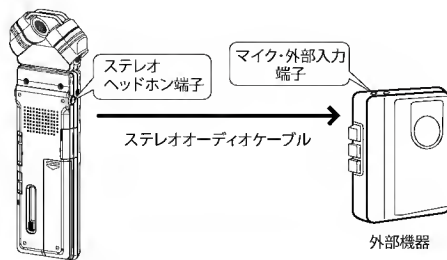 ステレオ
ヘッドホン端子
マイク・外部入力
端子
ステレオオーディオケーブル
外部機器